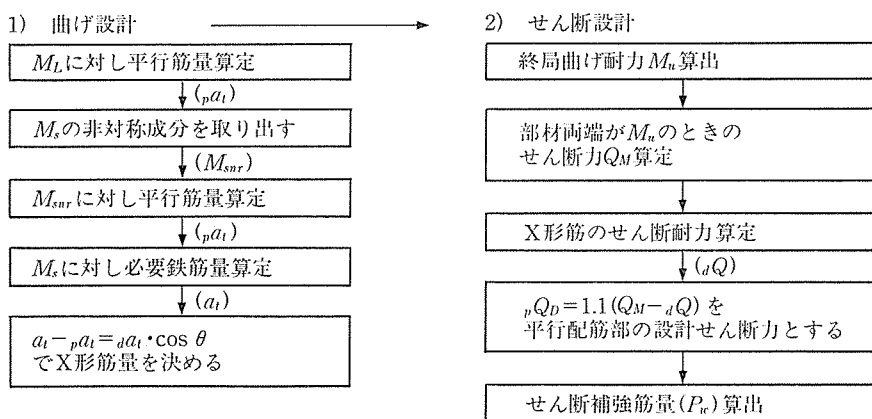 1) 曲げ設計
M_Lに対し平行筋量算定
(_pa_t)
M_sの非対称成分を取り出す
(M_snr)
M_snrに対し平行筋量算定
(_pa_t)
M_sに対し必要鉄筋量算定
(a_t)
a_t−_pa_t=_da_t・cos θ
でX形筋量を決める
2) せん断設計
終局曲げ耐力M_u算出
部材両端がM_uのときの
せん断力Q_M算定
X形筋のせん断耐力算定
(_dQ)
_pQ_D=1.1(Q_M−_dQ)を
平行配筋部の設計せん断力とする
せん断補強筋量(P_w)算出